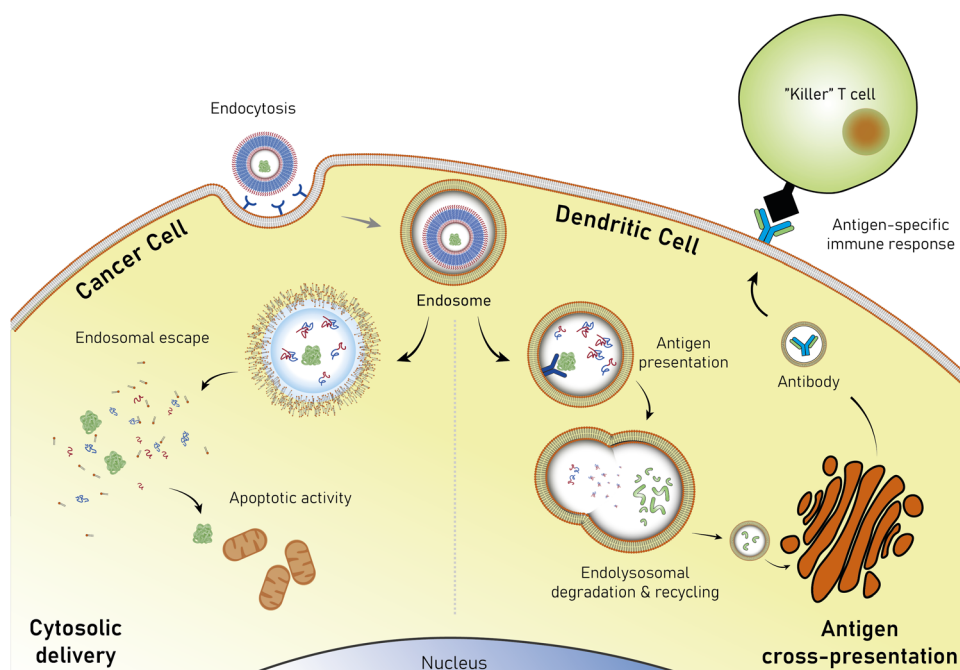 Endocytosis
"Killer" T cell
Antigen-specific
immune response
Cancer Cell
Dendritic Cell
Endosome
Endosomal escape
Antigen
presentation
Antibody
Apoptotic activity
Endolysosomal
degradation & recycling
Cytosolic
delivery
Nucleus
Antigen
cross-presentation